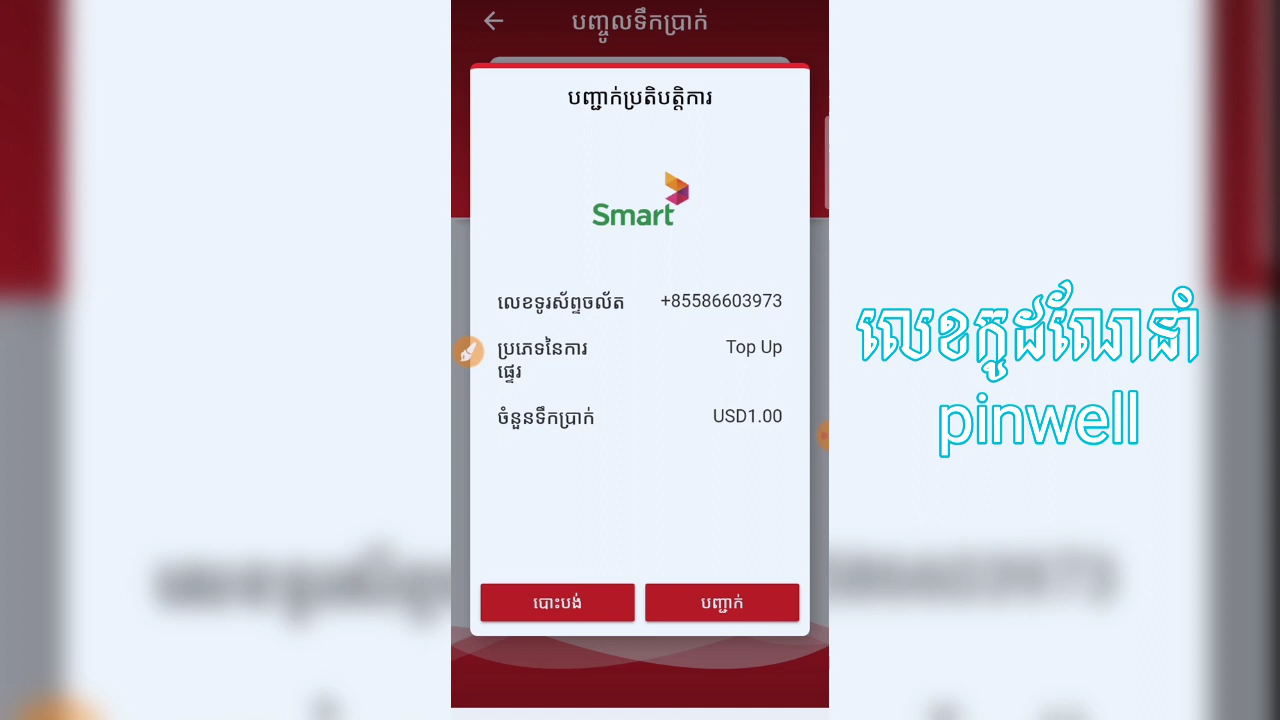 បញ្ចូលទឹកប្រាក់
បញ្ជាក់ប្រតិបត្តិការ
Smart
លេខទូរស័ព្ទចល័ត +85586603973
ប្រភេទនៃការ Top Up
ផ្ទេរ
ចំនួនទឹកប្រាក់ USD1.00
បោះបង់ បញ្ជាក់
លេខកូដណែនាំ
pinwell